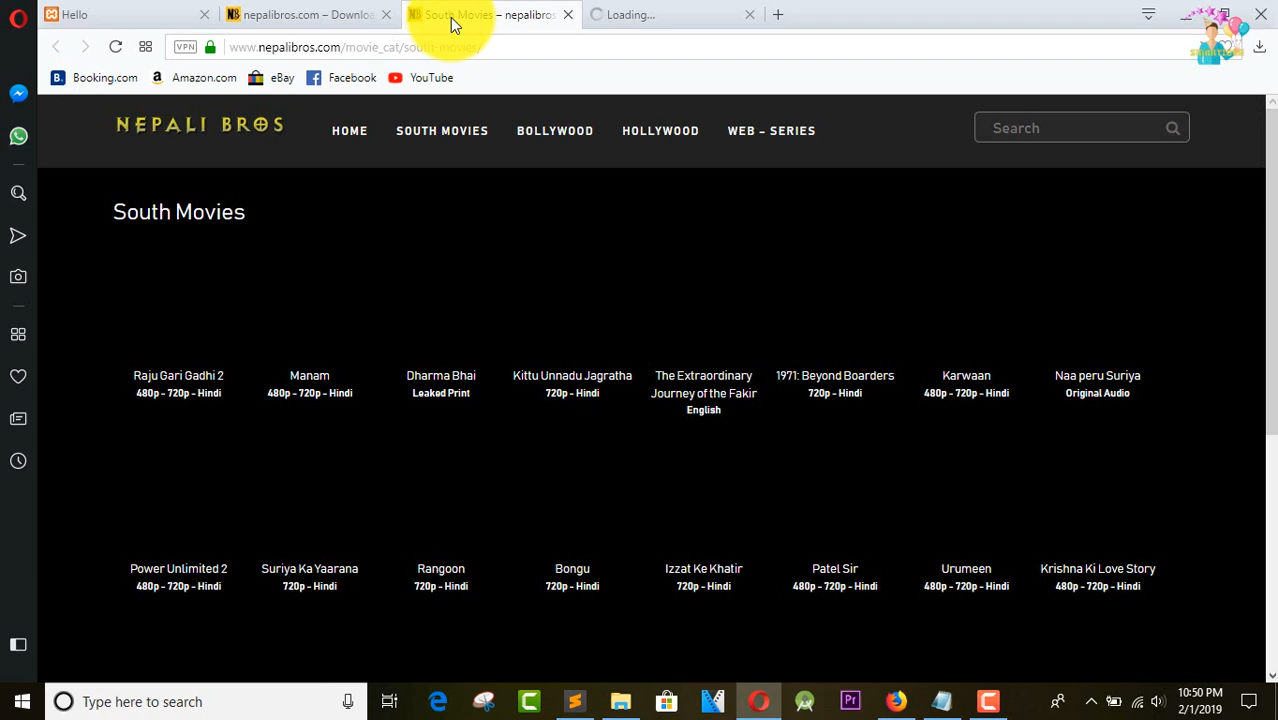 Hello
nepalibros.com – Downloa
South Movies – nepalibros
Loading...
VPN
www.nepalibros.com/movie_cat/south-movies/
Booking.com
Amazon.com
eBay
Facebook
YouTube
NEPALI BROS
HOME
SOUTH MOVIES
BOLLYWOOD
HOLLYWOOD
WEB – SERIES
Search
South Movies
Raju Gari Gadhi 2
480p - 720p - Hindi
Manam
480p - 720p - Hindi
Dharma Bhai
Leaked Print
Kittu Unnadu Jagratha
720p - Hindi
The Extraordinary
Journey of the Fakir
English
1971: Beyond Boarders
720p - Hindi
Karwaan
480p - 720p - Hindi
Naa peru Suriya
Original Audio
Power Unlimited 2
480p - 720p - Hindi
Suriya Ka Yaarana
720p - Hindi
Rangoon
720p - Hindi
Bongu
720p - Hindi
Izzat Ke Khatir
720p - Hindi
Patel Sir
480p - 720p - Hindi
Urumeen
480p - 720p - Hindi
Krishna Ki Love Story
480p - 720p - Hindi
Type here to search
10:50 PM
2/1/2019